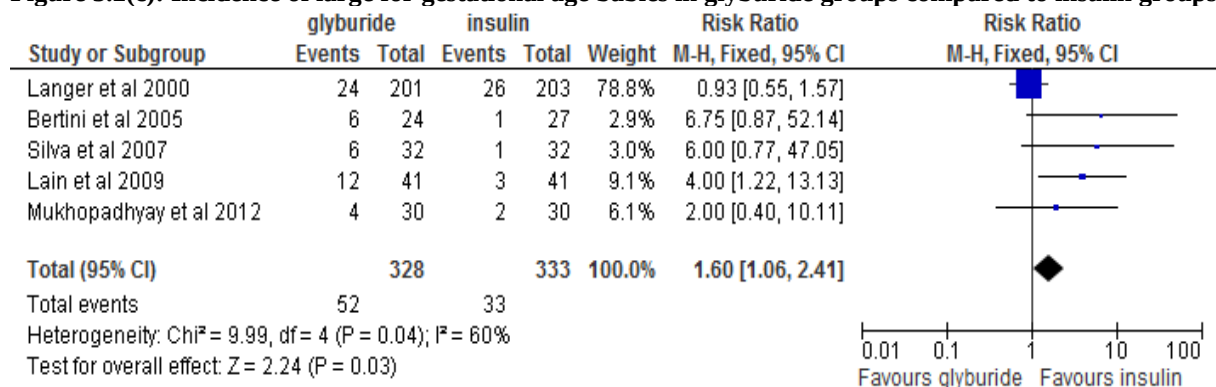 Figure 3.2(c): Incidence of large for gestational age babies in glyburide groups compared to insulin groups
glyburide insulin Risk Ratio Risk Ratio
Study or Subgroup Events Total Events Total Weight M-H, Fixed, 95% CI M-H, Fixed, 95% CI
Langer et al 2000 24 201 26 203 78.8% 0.93 [0.55, 1.57]
Bertini et al 2005 6 24 1 27 2.9% 6.75 [0.87, 52.14]
Silva et al 2007 6 32 1 32 3.0% 6.00 [0.77, 47.05]
Lain et al 2009 12 41 3 41 9.1% 4.00 [1.22, 13.13]
Mukhopadhyay et al 2012 4 30 2 30 6.1% 2.00 [0.40, 10.11]
Total (95% CI) 328 333 100.0% 1.60 [1.06, 2.41]
Total events 52 33
Heterogeneity: Chi² = 9.99, df = 4 (P = 0.04); I² = 60%
Test for overall effect: Z = 2.24 (P = 0.03)
0.01 0.1 1 10 100
Favours glyburide Favours insulin